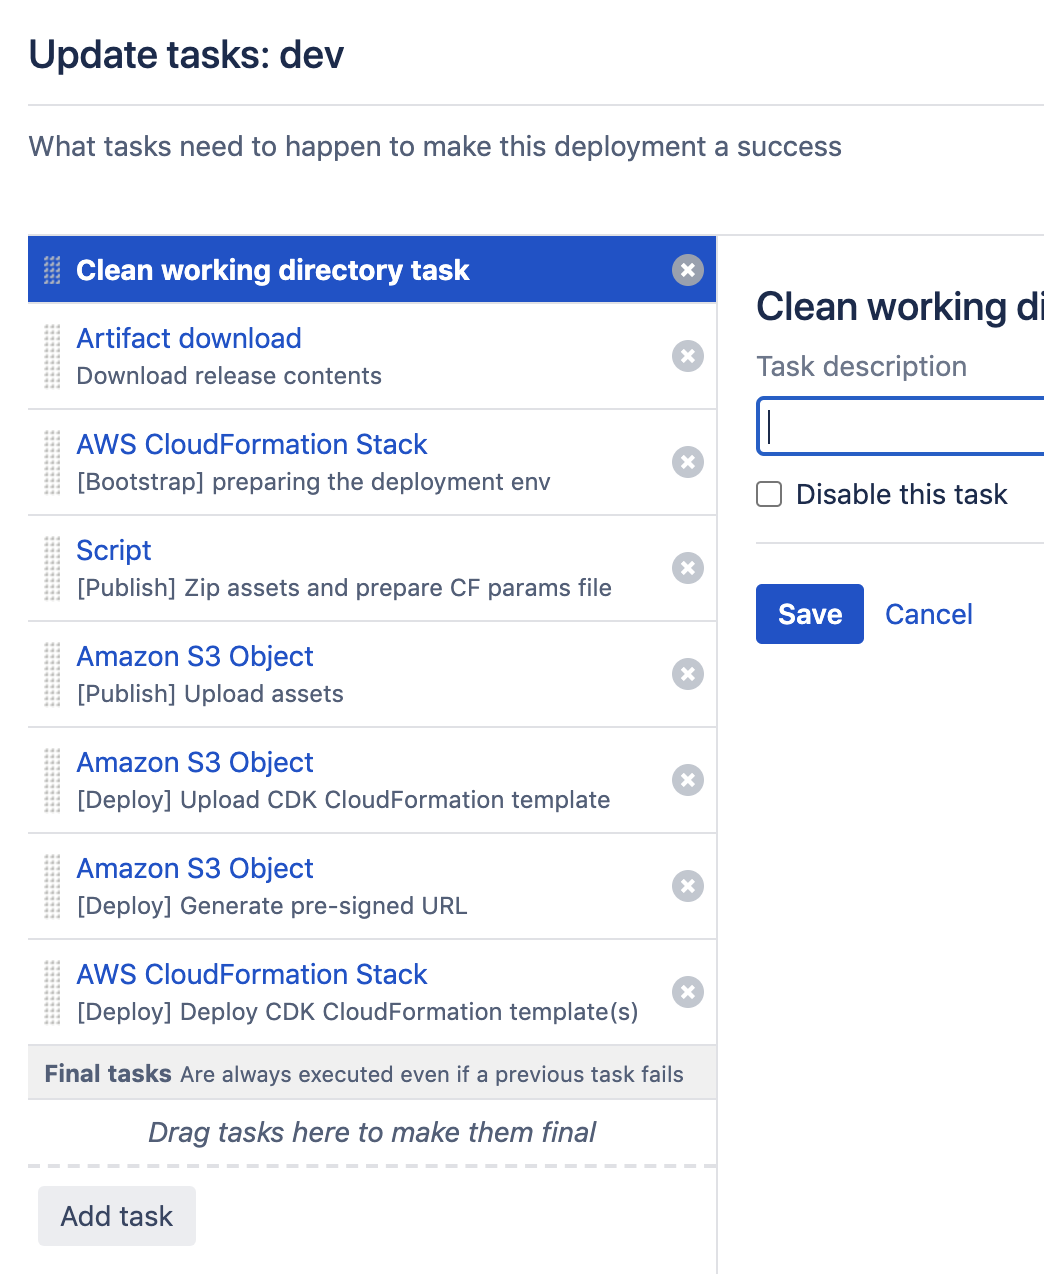 Update tasks: dev
What tasks need to happen to make this deployment a success
Clean working directory task
Artifact download
Download release contents
AWS CloudFormation Stack
[Bootstrap] preparing the deployment env
Script
[Publish] Zip assets and prepare CF params file
Amazon S3 Object
[Publish] Upload assets
Amazon S3 Object
[Deploy] Upload CDK CloudFormation template
Amazon S3 Object
[Deploy] Generate pre-signed URL
AWS CloudFormation Stack
[Deploy] Deploy CDK CloudFormation template(s)
Final tasks Are always executed even if a previous task fails
Drag tasks here to make them final
Add task
Clean working di
Task description
Disable this task
Save Cancel